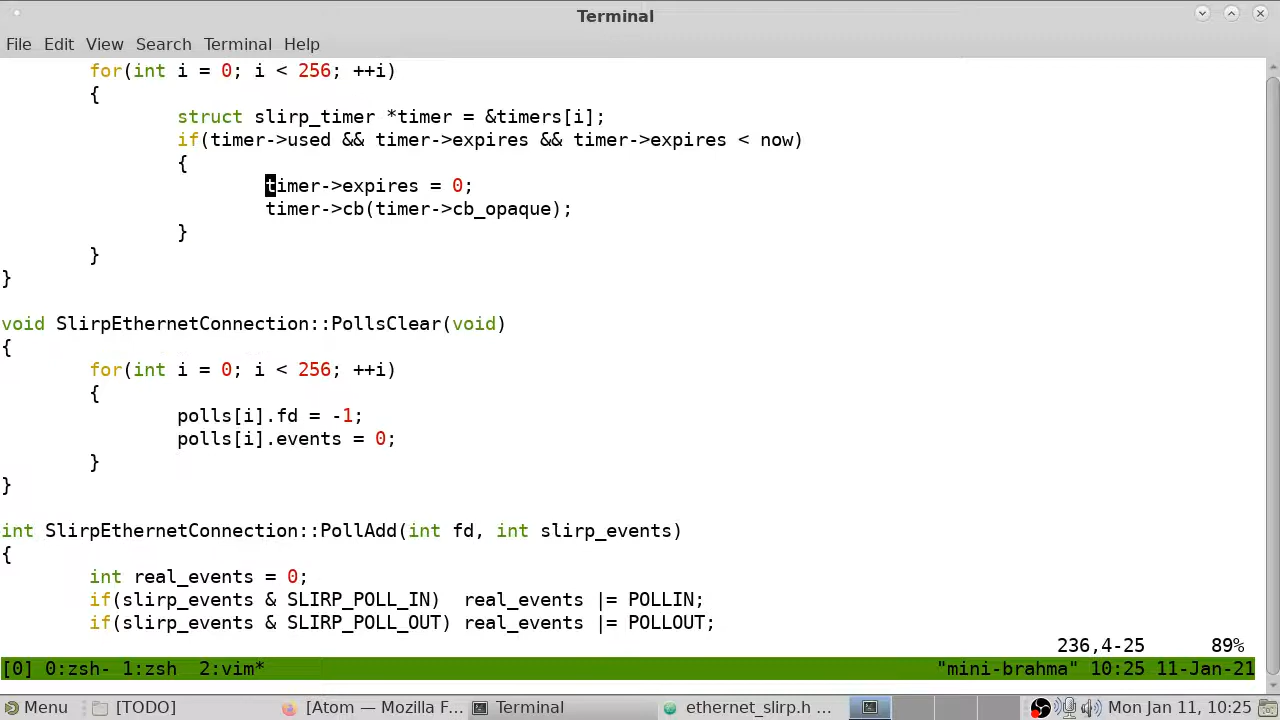 Terminal
File Edit View Search Terminal Help
for(int i = 0; i < 256; ++i)
{
struct slirp_timer *timer = &timers[i];
if(timer->used && timer->expires && timer->expires < now)
{
timer->expires = 0;
timer->cb(timer->cb_opaque);
}
}
}
void SlirpEthernetConnection::PollsClear(void)
{
for(int i = 0; i < 256; ++i)
{
polls[i].fd = -1;
polls[i].events = 0;
}
}
int SlirpEthernetConnection::PollAdd(int fd, int slirp_events)
{
int real_events = 0;
if(slirp_events & SLIRP_POLL_IN)  real_events |= POLLIN;
if(slirp_events & SLIRP_POLL_OUT) real_events |= POLLOUT;
236,4-25 89%
[0] 0:zsh- 1:zsh  2:vim* "mini-brahma" 10:25 11-Jan-21
Menu [TODO] [Atom — Mozilla F... Terminal ethernet_slirp.h ... Mon Jan 11, 10:25